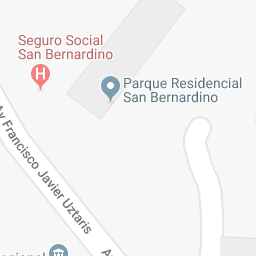 Seguro Social
San Bernardino
H
Parque Residencial
San Bernardino
Av Francisco Javier Uztaris